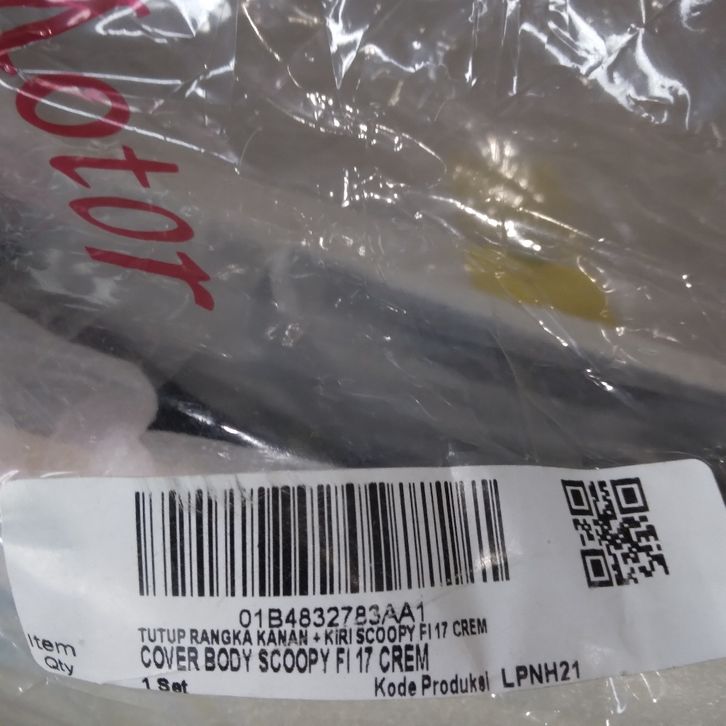 Motor
01B4832783AA1
TUTUP RANGKA KANAN + KIRI SCOOPY FI 17 CREM
Item COVER BODY SCOOPY FI 17 CREM
Qty 1 Set Kode Produksi LPNH21